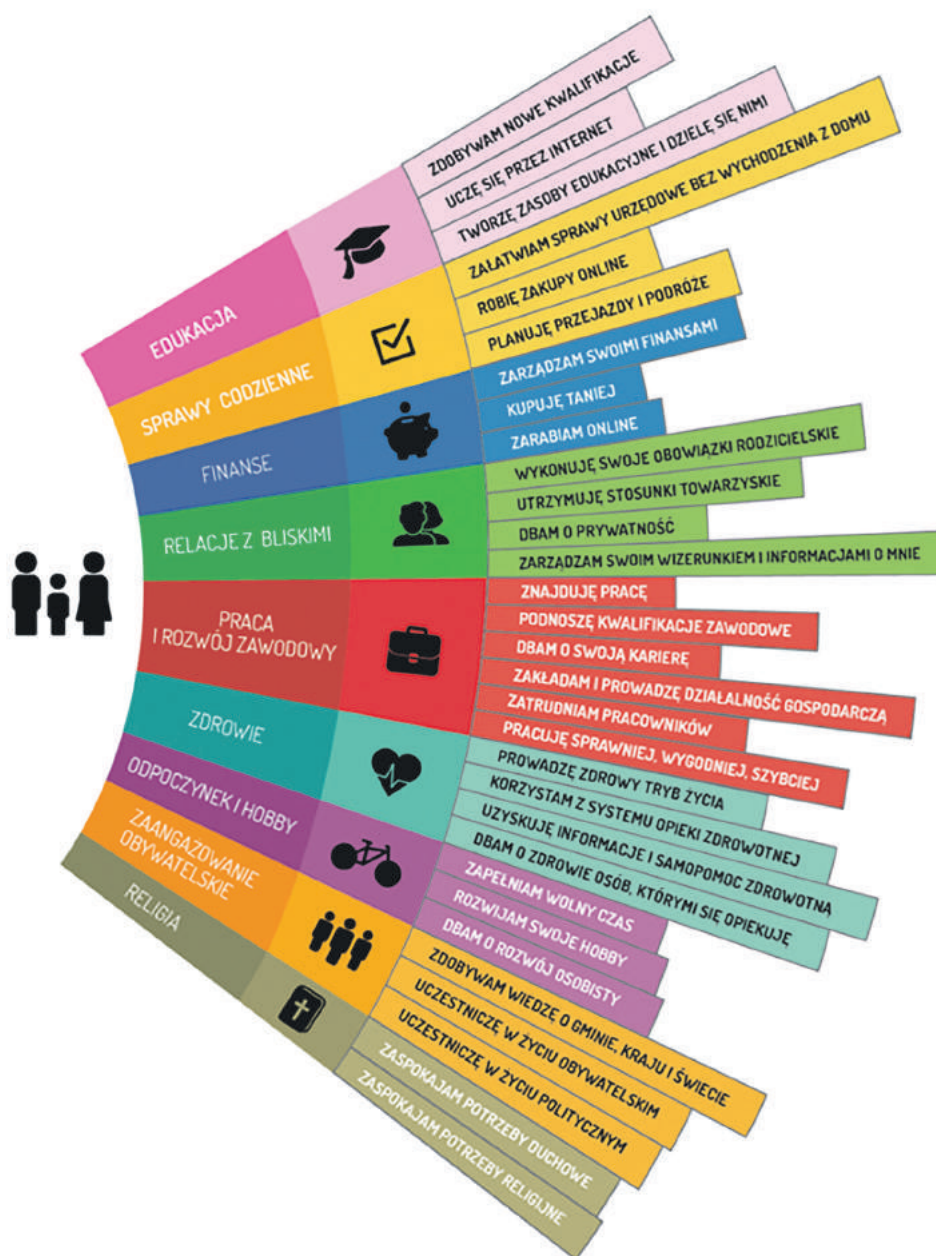 EDUKACJA
ZDOBYWAM NOWE KWALIFIKACJE
UCZĘ SIĘ PRZEZ INTERNET
TWORZĘ ZASOBY EDUKACYJNE I DZIELĘ SIĘ NIMI
SPRAWY CODZIENNE
ZAŁATWIAM SPRAWY URZĘDOWE BEZ WYCHODZENIA Z DOMU
ROBIĘ ZAKUPY ONLINE
PLANUJĘ PRZEJAZDY I PODRÓŻE
FINANSE
ZARZĄDZAM SWOIMI FINANSAMI
KUPUJĘ TANIEJ
ZARABIAM ONLINE
RELACJE Z BLISKIMI
WYKONUJĘ SWOJE OBOWIĄZKI RODZICIELSKIE
UTRZYMUJĘ STOSUNKI TOWARZYSKIE
DBAM O PRYWATNOŚĆ
ZARZĄDZAM SWOIM WIZERUNKIEM I INFORMACJAMI O MNIE
PRACA
I ROZWÓJ ZAWODOWY
ZNAJDUJĘ PRACĘ
PODNOSZĘ KWALIFIKACJE ZAWODOWE
DBAM O SWOJĄ KARIERĘ
ZAKŁADAM I PROWADZĘ DZIAŁALNOŚĆ GOSPODARCZĄ
ZATRUDNIAM PRACOWNIKÓW
PRACUJĘ SPRAWNIEJ, WYGODNIEJ, SZYBCIEJ
ZDROWIE
PROWADZĘ ZDROWY TRYB ŻYCIA
KORZYSTAM Z SYSTEMU OPIEKI ZDROWOTNEJ
UZYSKUJĘ INFORMACJE I SAMOPOMOC ZDROWOTNĄ
DBAM O ZDROWIE OSÓB, KTÓRYMI SIĘ OPIEKUJĘ
ODPOCZYNEK I HOBBY
ZAPEŁNIAM WOLNY CZAS
ROZWIJAM SWOJE HOBBY
DBAM O ROZWÓJ OSOBISTY
ZAANGAŻOWANIE
OBYWATELSKIE
ZDOBYWAM WIEDZĘ O GMINIE, KRAJU I ŚWIECIE
UCZESTNICZĘ W ŻYCIU OBYWATELSKIM
UCZESTNICZĘ W ŻYCIU POLITYCZNYM
RELIGIA
ZASPOKAJAM POTRZEBY DUCHOWE
ZASPOKAJAM POTRZEBY RELIGIJNE